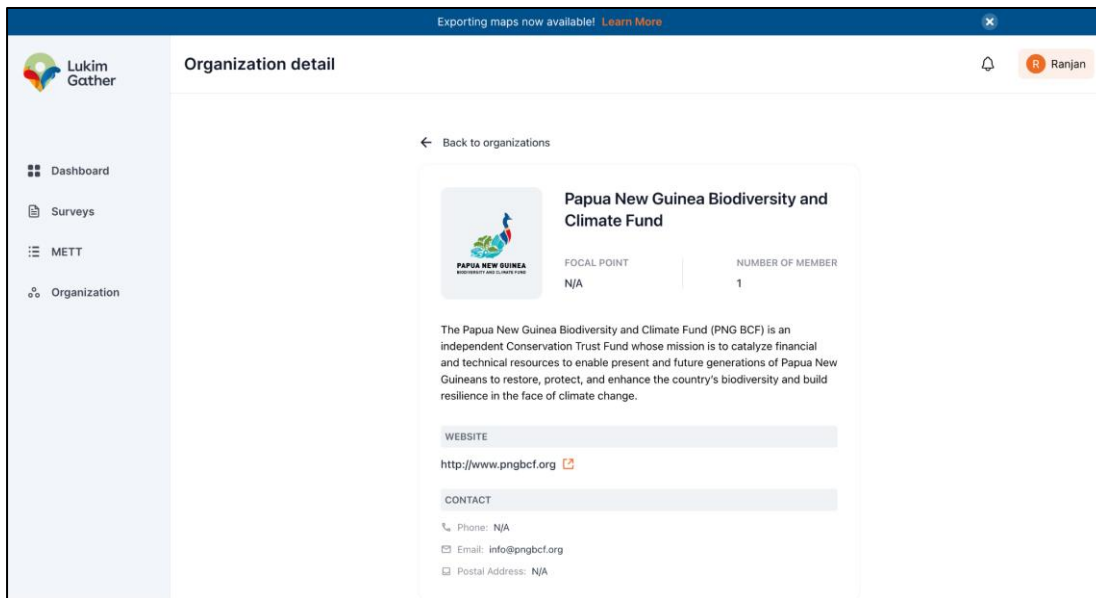 Exporting maps now available! Learn More
Lukim
Gather
Organization detail
R Ranjan
Dashboard
Surveys
METT
Organization
Back to organizations
PAPUA NEW GUINEA
BIODIVERSITY AND CLIMATE FUND
Papua New Guinea Biodiversity and
Climate Fund
FOCAL POINT
N/A
NUMBER OF MEMBER
1
The Papua New Guinea Biodiversity and Climate Fund (PNG BCF) is an
independent Conservation Trust Fund whose mission is to catalyze financial
and technical resources to enable present and future generations of Papua New
Guineans to restore, protect, and enhance the country's biodiversity and build
resilience in the face of climate change.
WEBSITE
http://www.pngbcf.org
CONTACT
Phone: N/A
Email: info@pngbcf.org
Postal Address: N/A